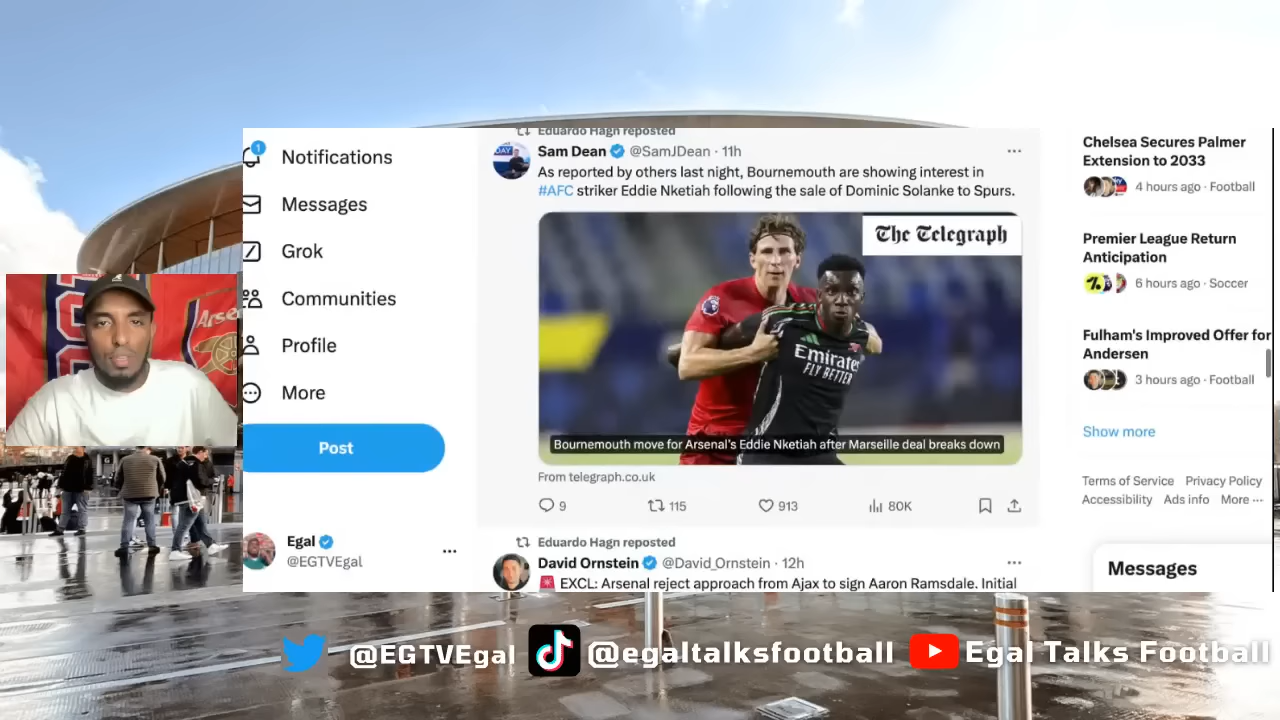 Eduardo Hagn reposted
Sam Dean @SamJDean · 11h
As reported by others last night, Bournemouth are showing interest in
#AFC striker Eddie Nketiah following the sale of Dominic Solanke to Spurs.
The Telegraph
Emirates
FLY BETTER
Bournemouth move for Arsenal's Eddie Nketiah after Marseille deal breaks down
From telegraph.co.uk
9 115 913 80K
Eduardo Hagn reposted
David Ornstein @David_Ornstein · 12h
EXCL: Arsenal reject approach from Ajax to sign Aaron Ramsdale. Initial
1
Notifications
Messages
Grok
Communities
Profile
More
Post
Egal
@EGTVEgal
Chelsea Secures Palmer
Extension to 2033
4 hours ago · Football
Premier League Return
Anticipation
6 hours ago · Soccer
Fulham's Improved Offer for
Andersen
3 hours ago · Football
Show more
Terms of Service Privacy Policy
Accessibility Ads info More ···
Messages
Arse
@EGTVEgal @egaltalksfootball Egal Talks Football